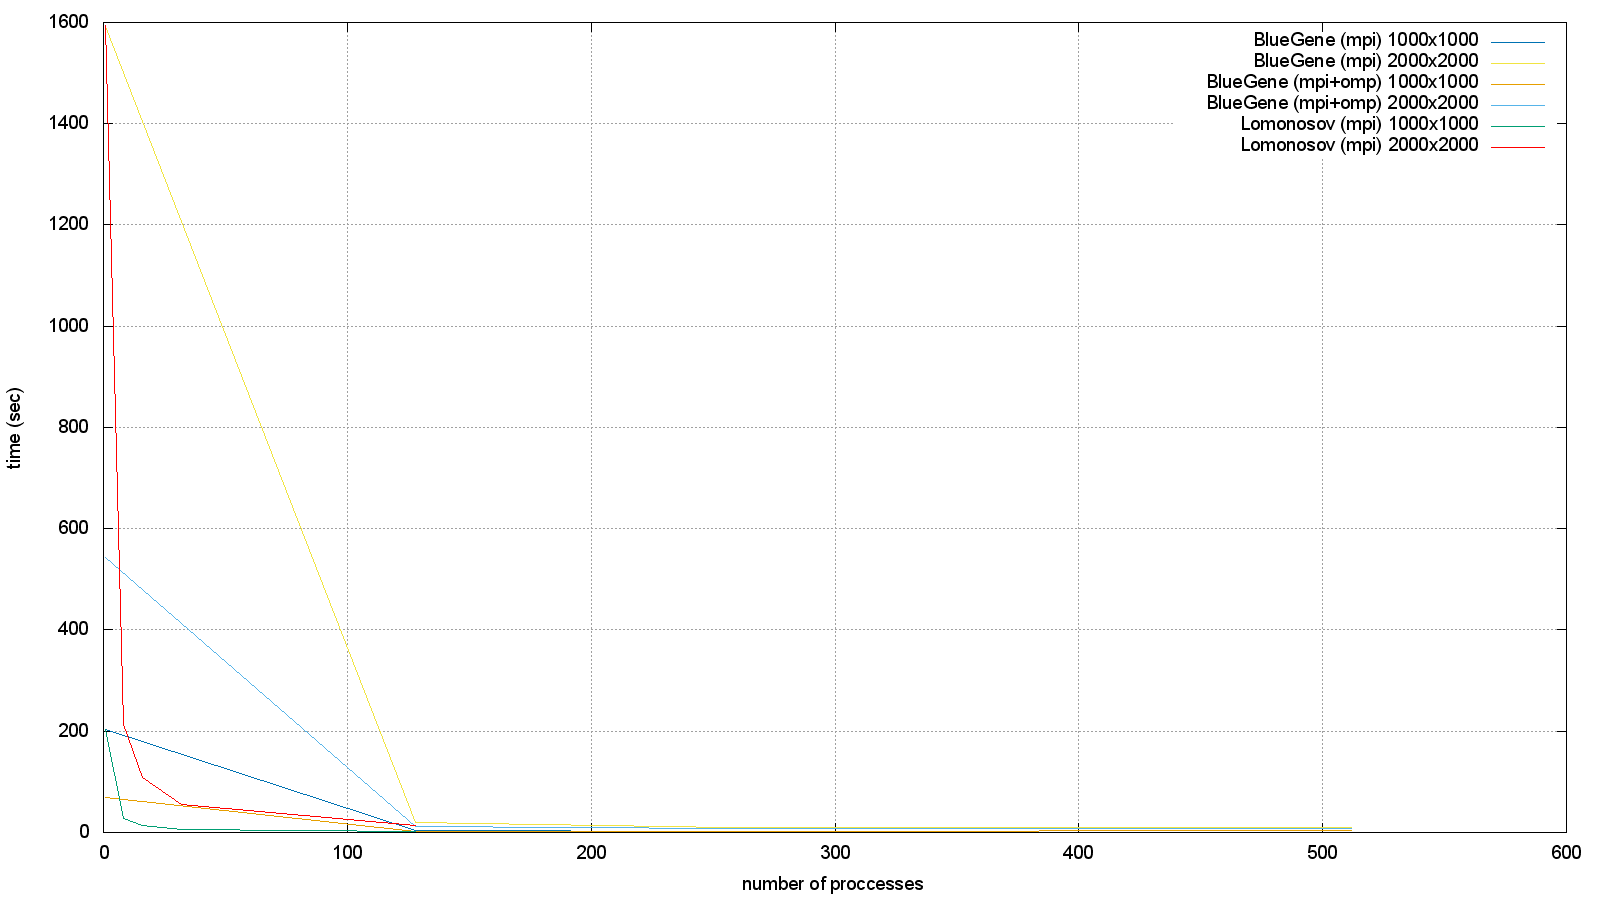 1600
1400
1200
1000
800
600
400
200
0
time (sec)
BlueGene (mpi) 1000x1000
BlueGene (mpi) 2000x2000
BlueGene (mpi+omp) 1000x1000
BlueGene (mpi+omp) 2000x2000
Lomonosov (mpi) 1000x1000
Lomonosov (mpi) 2000x2000
0 100 200 300 400 500 600
number of proccesses